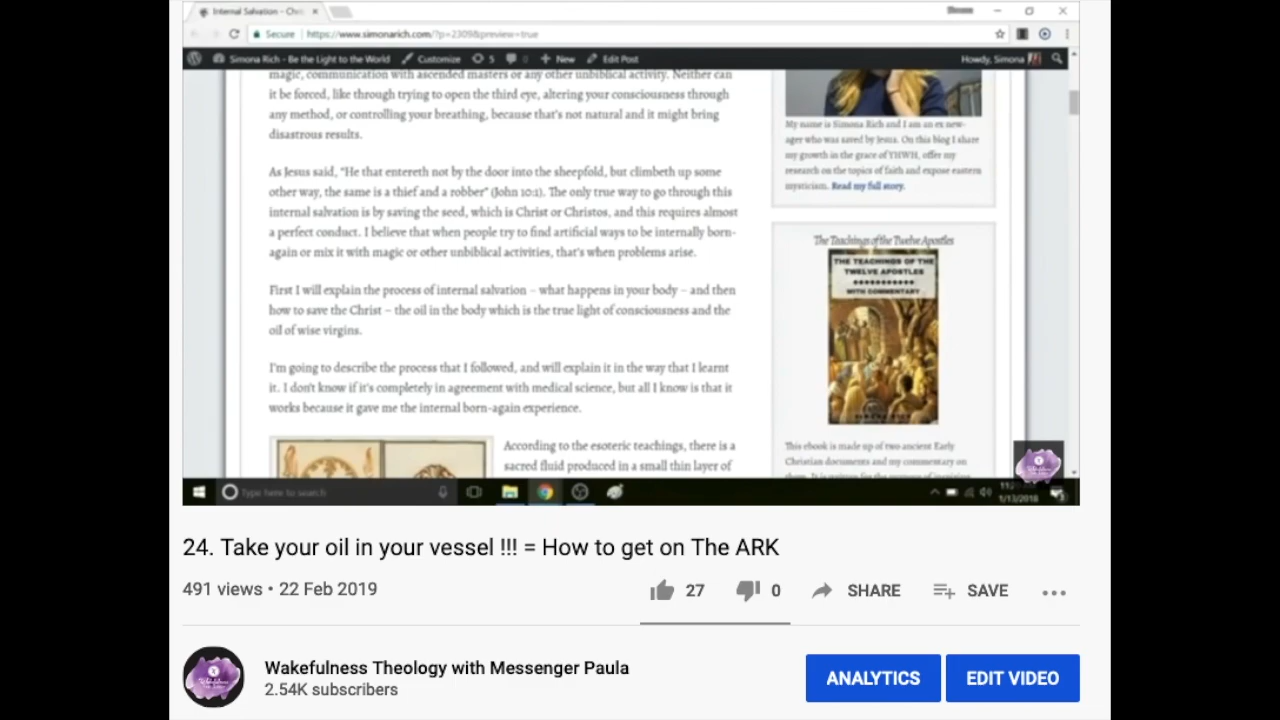 Internal Salvation - Chris
Secure
https://www.simonarich.com/?p=2309&preview=true
Simona Rich - Be the Light to the World
Customize
5
0
New
Edit Post
Howdy, Simona
magic, communication with ascended masters or any other unbiblical activity. Neither can
it be forced, like through trying to open the third eye, altering your consciousness through
any method, or controlling your breathing, because that's not natural and it might bring
disastrous results.
As Jesus said, "He that entereth not by the door into the sheepfold, but climbeth up some
other way, the same is a thief and a robber" (John 10:1). The only true way to go through this
internal salvation is by saving the seed, which is Christ or Christos, and this requires almost
a perfect conduct. I believe that when people try to find artificial ways to be internally born-
again or mix it with magic or other unbiblical activities, that's when problems arise.
First I will explain the process of internal salvation – what happens in your body – and then
how to save the Christ – the oil in the body which is the true light of consciousness and the
oil of wise virgins.
I'm going to describe the process that I followed, and will explain it in the way that I learnt
it. I don't know if it's completely in agreement with medical science, but all I know is that it
works because it gave me the internal born-again experience.
According to the esoteric teachings, there is a
sacred fluid produced in a small thin layer of
My name is Simona Rich and I am an ex new-
ager who was saved by Jesus. On this blog I share
my growth in the grace of YHWH, offer my
research on the topics of faith and expose eastern
mysticism. Read my full story.
The Teachings of the Twelve Apostles
THE TEACHINGS OF THE
TWELVE APOSTLES
WITH COMMENTARY
SIMONA RICH
This ebook is made up of two ancient Early
Christian documents and my commentary on
Type here to search
1/13/2018
24. Take your oil in your vessel !!! = How to get on The ARK
491 views • 22 Feb 2019
27
0
SHARE
SAVE
Wakefulness Theology with Messenger Paula
2.54K subscribers
ANALYTICS
EDIT VIDEO